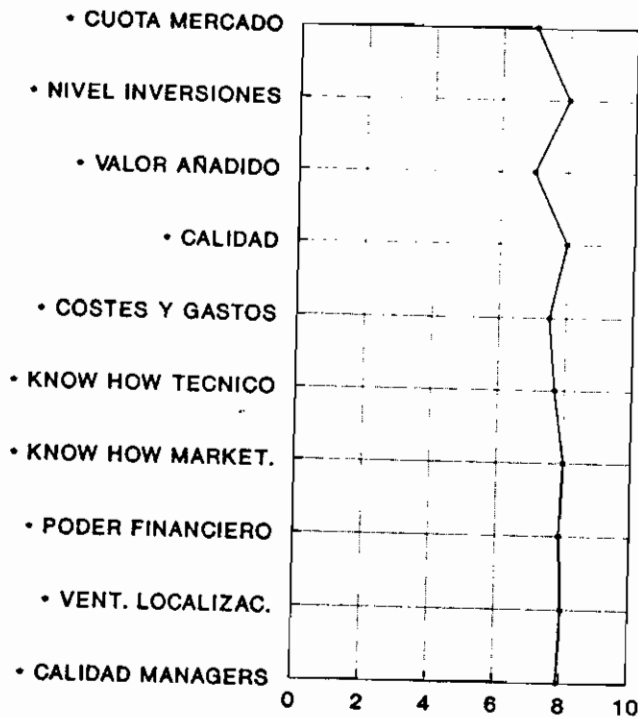 • CUOTA MERCADO
• NIVEL INVERSIONES
• VALOR AÑADIDO
• CALIDAD
• COSTES Y GASTOS
• KNOW HOW TECNICO
• KNOW HOW MARKET.
• PODER FINANCIERO
• VENT. LOCALIZAC.
• CALIDAD MANAGERS
0 2 4 6 8 10